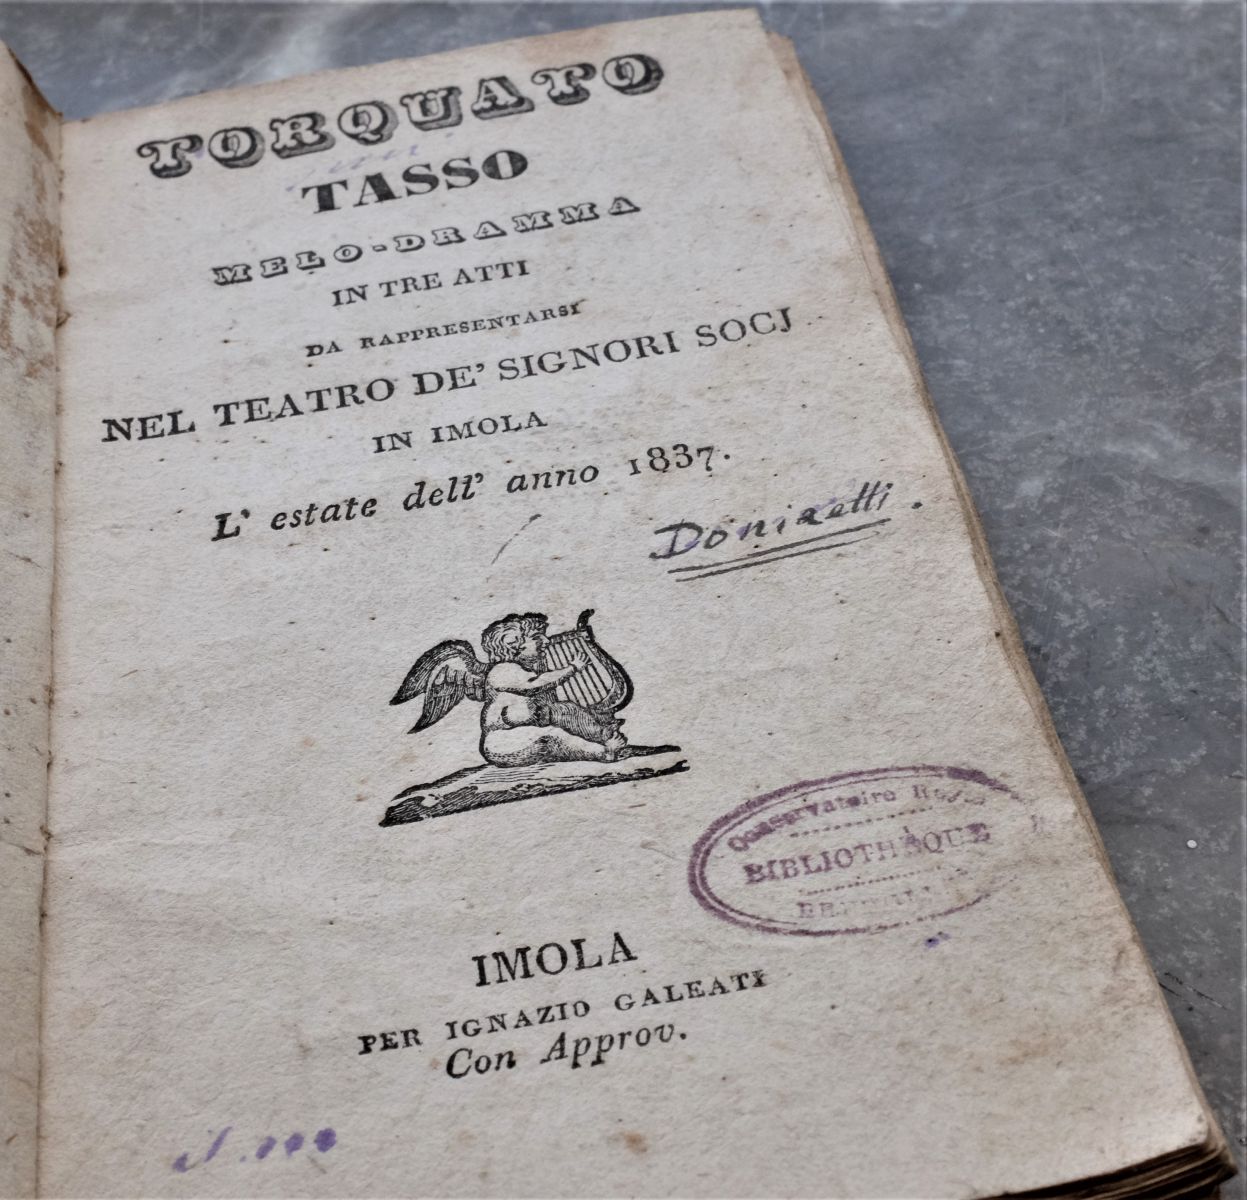 TORQUATO
TASSO
MELO-DRAMMA
IN TRE ATTI
DA RAPPRESENTARSI
NEL TEATRO DE' SIGNORI SOCJ
IN IMOLA
L' estate dell' anno 1837.
Donizetti.
Conservatoire
BIBLIOTHÈQUE
IMOLA
PER IGNAZIO GALEATI
Con Approv.